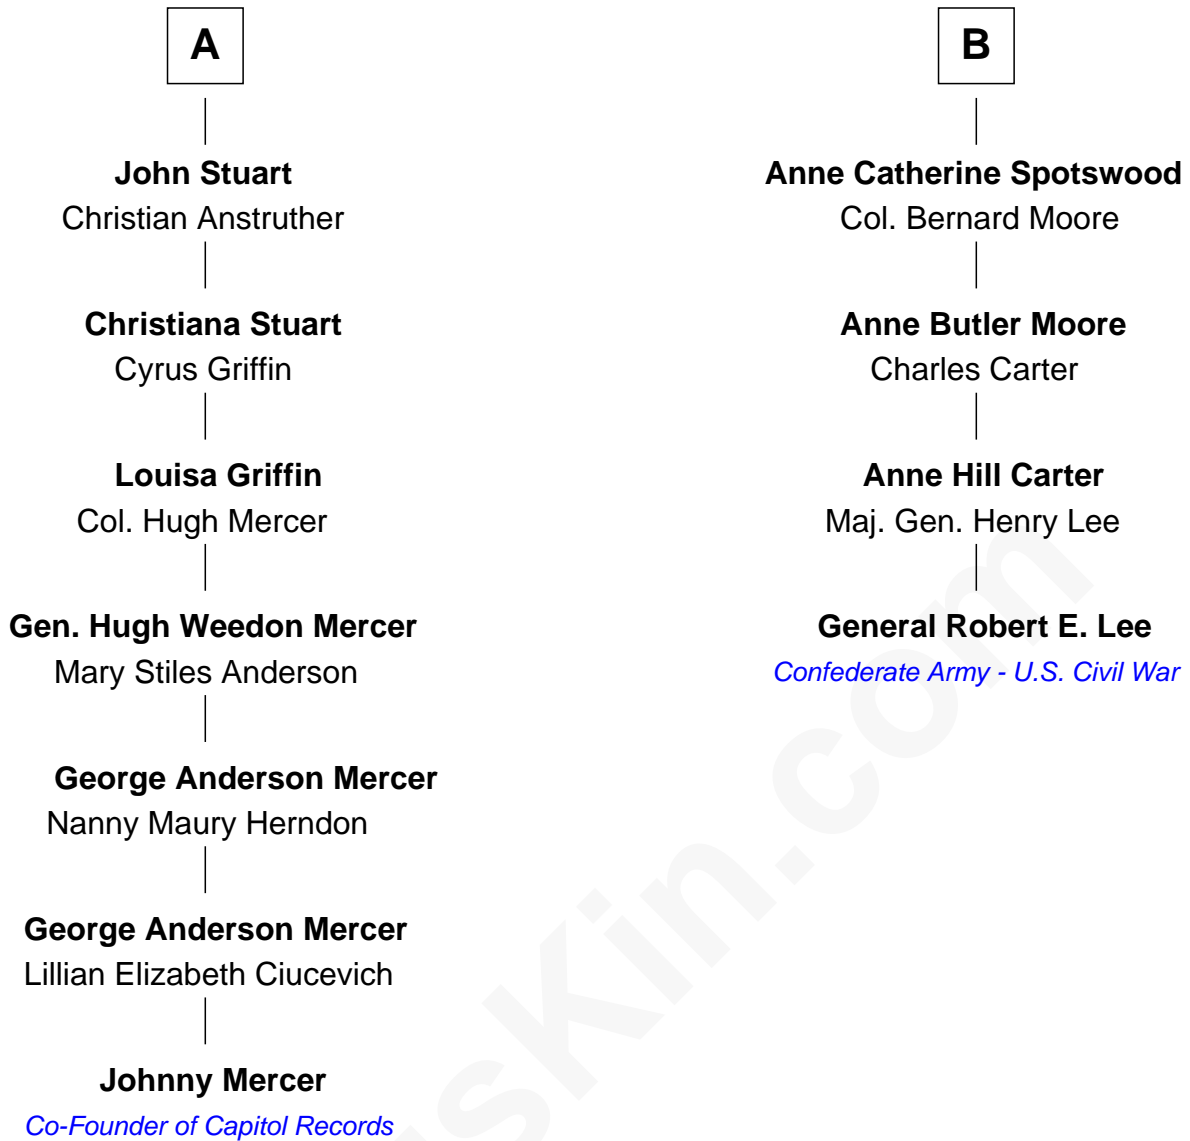 A
John Stuart
Christian Anstruther
Christiana Stuart
Cyrus Griffin
Louisa Griffin
Col. Hugh Mercer
Gen. Hugh Weedon Mercer
Mary Stiles Anderson
George Anderson Mercer
Nanny Maury Herndon
George Anderson Mercer
Lillian Elizabeth Ciucevich
Johnny Mercer
Co-Founder of Capitol Records
B
Anne Catherine Spotswood
Col. Bernard Moore
Anne Butler Moore
Charles Carter
Anne Hill Carter
Maj. Gen. Henry Lee
General Robert E. Lee
Confederate Army - U.S. Civil War